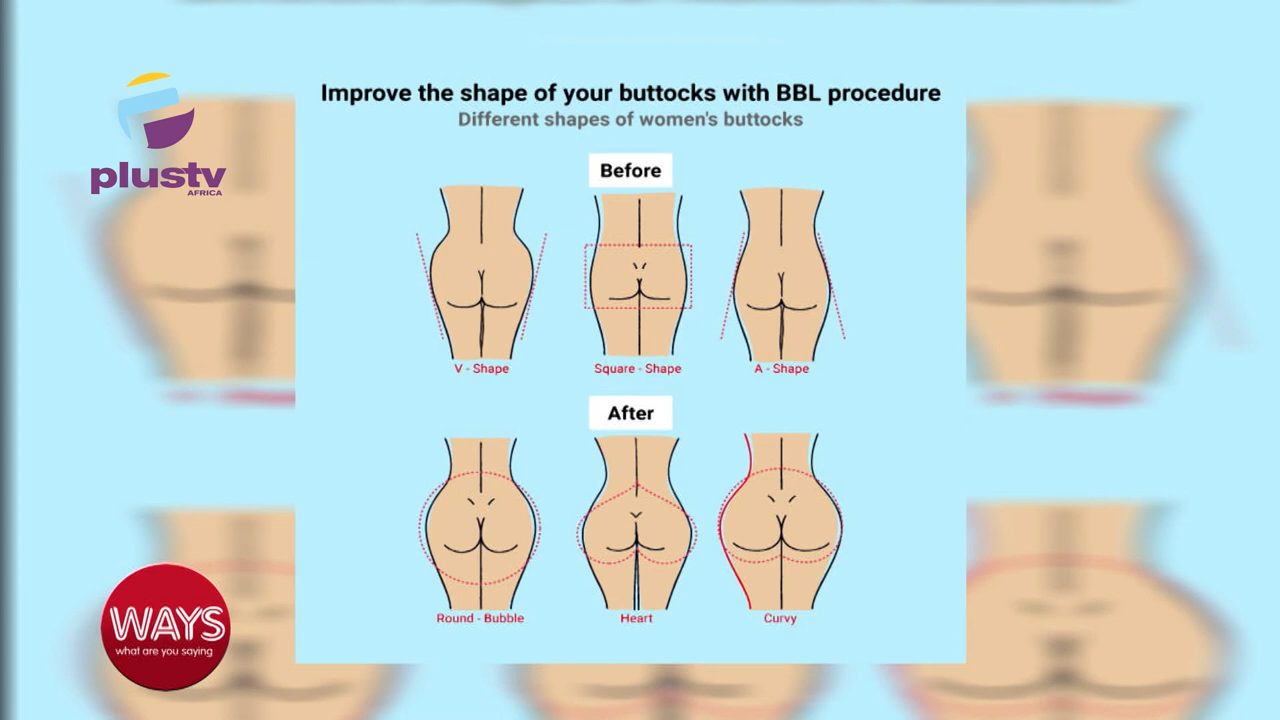 Improve the shape of your buttocks with BBL procedure
Different shapes of women's buttocks
plustv
AFRICA
Before
V - Shape
Square - Shape
A - Shape
After
Round - Bubble
Heart
Curvy
WAYS
what are you saying